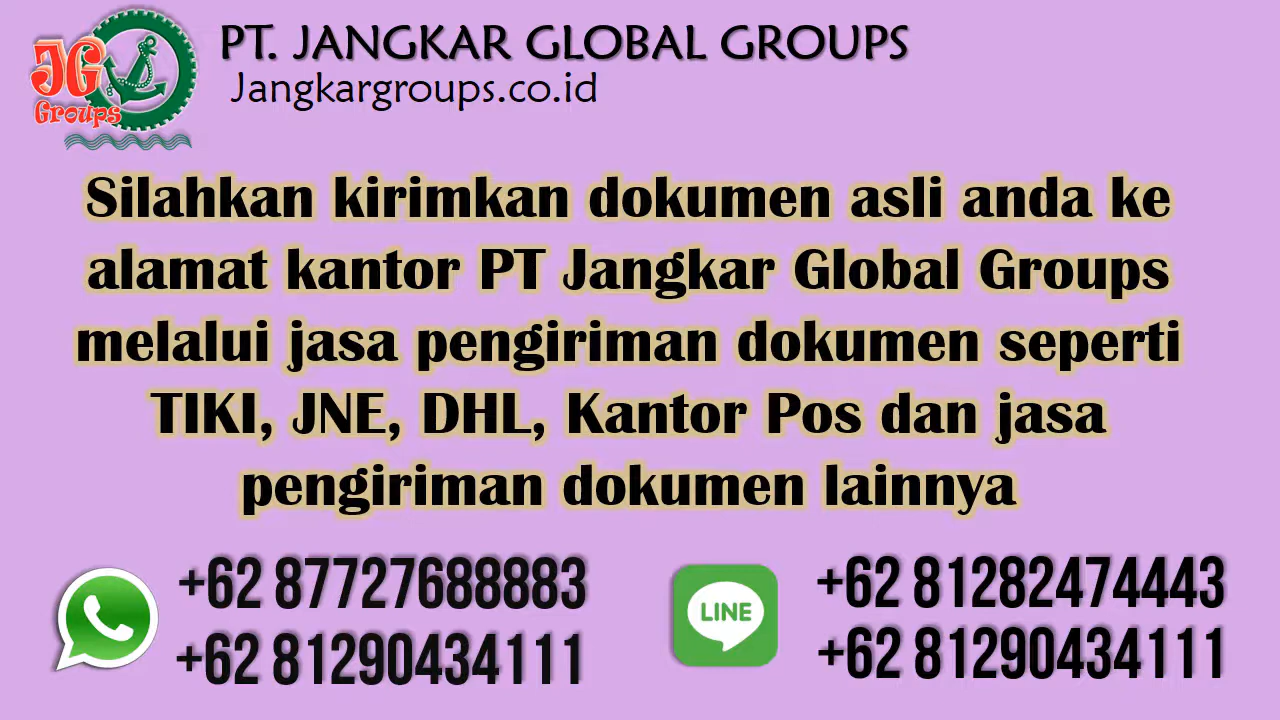 JG
Groups
PT. JANGKAR GLOBAL GROUPS
Jangkargroups.co.id
Silahkan kirimkan dokumen asli anda ke
alamat kantor PT Jangkar Global Groups
melalui jasa pengiriman dokumen seperti
TIKI, JNE, DHL, Kantor Pos dan jasa
pengiriman dokumen lainnya
+62 87727688883
+62 81290434111
LINE
+62 81282474443
+62 81290434111